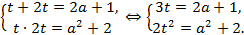 {t + 2t = 2a + 1, t · 2t = a² + 2 ⇔ {3t = 2a + 1, 2t² = a² + 2.